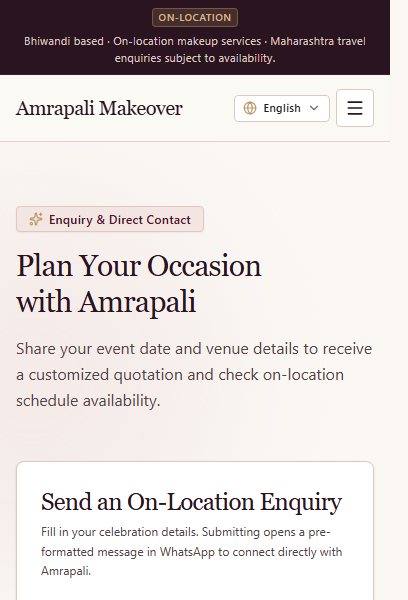 ON-LOCATION
Bhiwandi based · On-location makeup services · Maharashtra travel
enquiries subject to availability.
Amrapali Makeover
English
Enquiry & Direct Contact
Plan Your Occasion
with Amrapali
Share your event date and venue details to receive
a customized quotation and check on-location
schedule availability.
Send an On-Location Enquiry
Fill in your celebration details. Submitting opens a pre-
formatted message in WhatsApp to connect directly with
Amrapali.